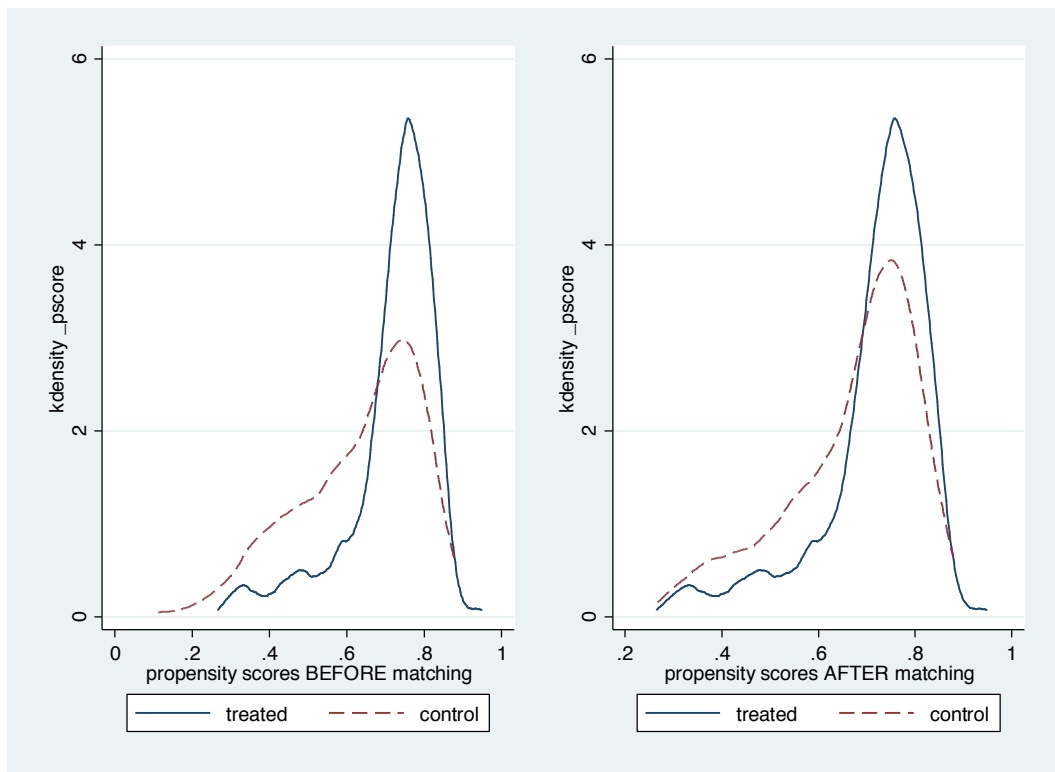 6
4
2
0
kdensity _pscore
0 .2 .4 .6 .8 1
propensity scores BEFORE matching
treated control
6
4
2
0
kdensity _pscore
.2 .4 .6 .8 1
propensity scores AFTER matching
treated control